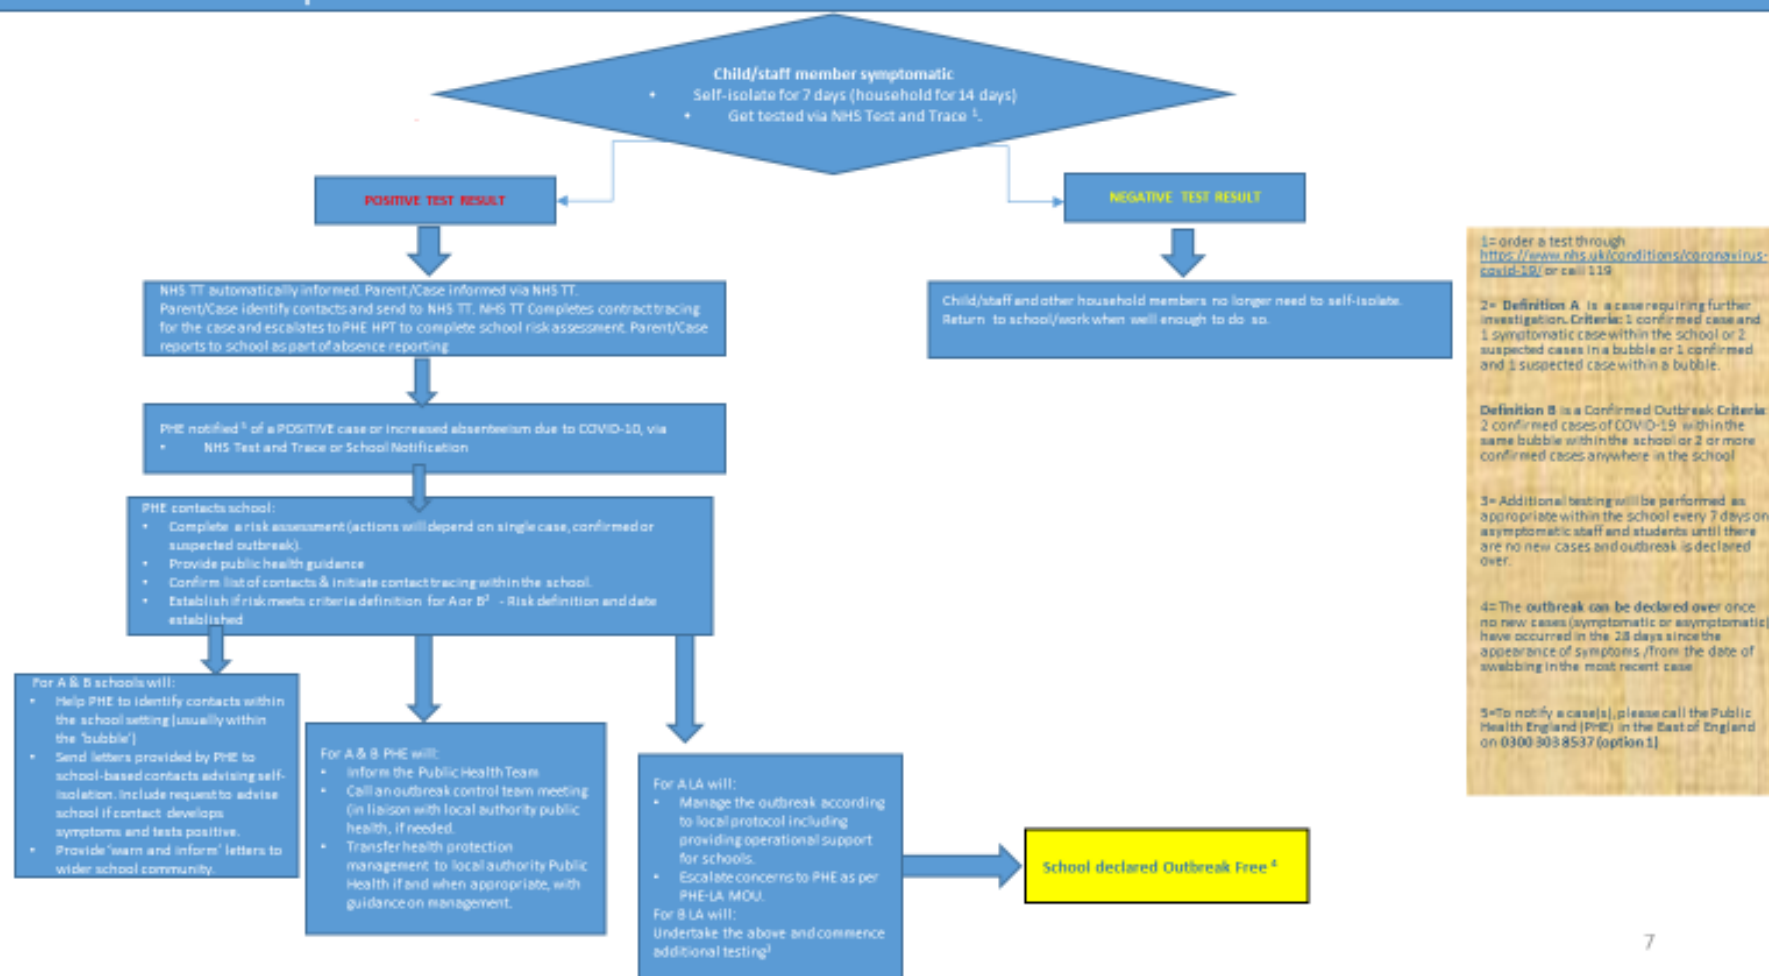 Child/staff member symptomatic
• Self-isolate for 7 days (household for 14 days)
• Get tested via NHS Test and Trace ¹.
POSITIVE TEST RESULT
NEGATIVE TEST RESULT
NHS TT automatically informed. Parent /Case informed via NHS TT.
Parent/Case identify contacts and send to NHS TT. NHS TT Completes contract tracing
for the case and escalates to PHE HPT to complete school risk assessment. Parent/Case
reports to school as part of absence reporting
Child/staff and other household members no longer need to self-isolate.
Return to school/work when well enough to do so.
PHE notified ⁵ of a POSITIVE case or increased absenteeism due to COVID-10, via
• NHS Test and Trace or School Notification
PHE contacts school:
• Complete a risk assessment (actions will depend on single case, confirmed or
suspected outbreak).
• Provide public health guidance
• Confirm list of contacts & initiate contact tracing within the school.
• Establish if risk meets criteria definition for A or B² - Risk definition and date
established
For A & B schools will:
• Help PHE to identify contacts within
the school setting (usually within
the 'bubble')
• Send letters provided by PHE to
school-based contacts advising self-
isolation. Include request to advise
school if contact develops
symptoms and tests positive.
• Provide 'warn and inform' letters to
wider school community.
For A & B PHE will:
• Inform the Public Health Team
• Call an outbreak control team meeting
(in liaison with local authority public
health, if needed.
• Transfer health protection
management to local authority Public
Health if and when appropriate, with
guidance on management.
For A LA will:
• Manage the outbreak according
to local protocol including
providing operational support
for schools.
• Escalate concerns to PHE as per
PHE-LA MOU.
For B LA will:
Undertake the above and commence
additional testing³
School declared Outbreak Free ⁴
1= order a test through
https://www.nhs.uk/conditions/coronavirus-
covid-19/ or call 119
2= Definition A is a case requiring further
investigation. Criteria: 1 confirmed case and
1 symptomatic case within the school or 2
suspected cases in a bubble or 1 confirmed
and 1 suspected case within a bubble.
Definition B is a Confirmed Outbreak Criteria:
2 confirmed cases of COVID-19 within the
same bubble within the school or 2 or more
confirmed cases anywhere in the school
3= Additional testing will be performed as
appropriate within the school every 7 days on
asymptomatic staff and students until there
are no new cases and outbreak is declared
over.
4= The outbreak can be declared over once
no new cases (symptomatic or asymptomatic)
have occurred in the 28 days since the
appearance of symptoms /from the date of
swabbing in the most recent case
5=To notify a case(s), please call the Public
Health England (PHE) in the East of England
on 0300 303 8537 (option 1)
7